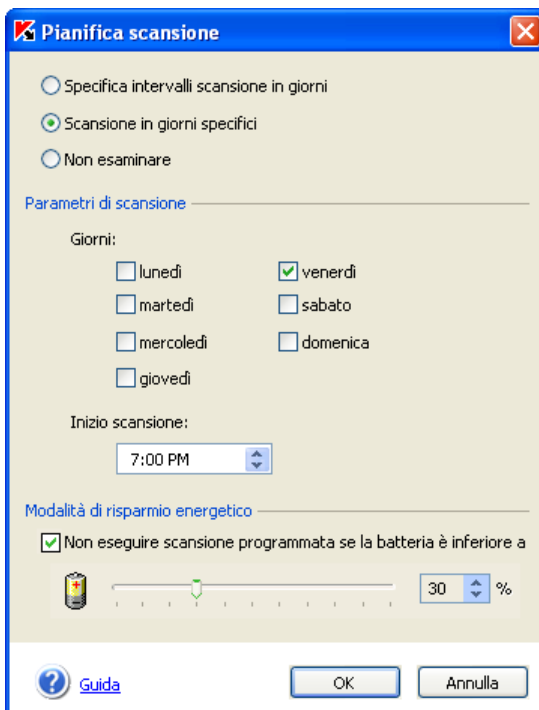 Pianifica scansione
Specifica intervalli scansione in giorni
Scansione in giorni specifici
Non esaminare
Parametri di scansione
Giorni:
lunedì
venerdì
martedì
sabato
mercoledì
domenica
giovedì
Inizio scansione:
7:00 PM
Modalità di risparmio energetico
Non eseguire scansione programmata se la batteria è inferiore a
30 %
Guida
OK
Annulla